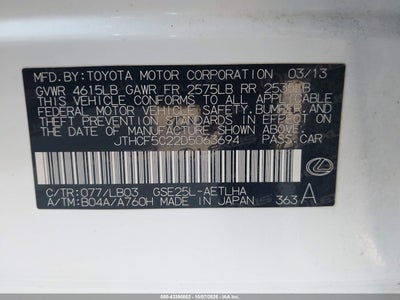 MFD.BY:TOYOTA MOTOR CORPORATION 03/13
GVWR 4615LB GAWR FR 2575LB RR
THIS VEHICLE CONFORMS TO ALL APPLICABLE
FEDERAL MOTOR VEHICLE SAFETY, BUMPER, AND
THEFT PREVENTION STANDARDS IN EFFECT ON
THE DATE OF MANUFACTURE SHOWN ABOVE.
JTHCF5C22D5063694 PASS.CAR
C/TR:077/LB03 GSE25L-AETLHA
A/TM:B04A/A760H MADE IN JAPAN 363 A